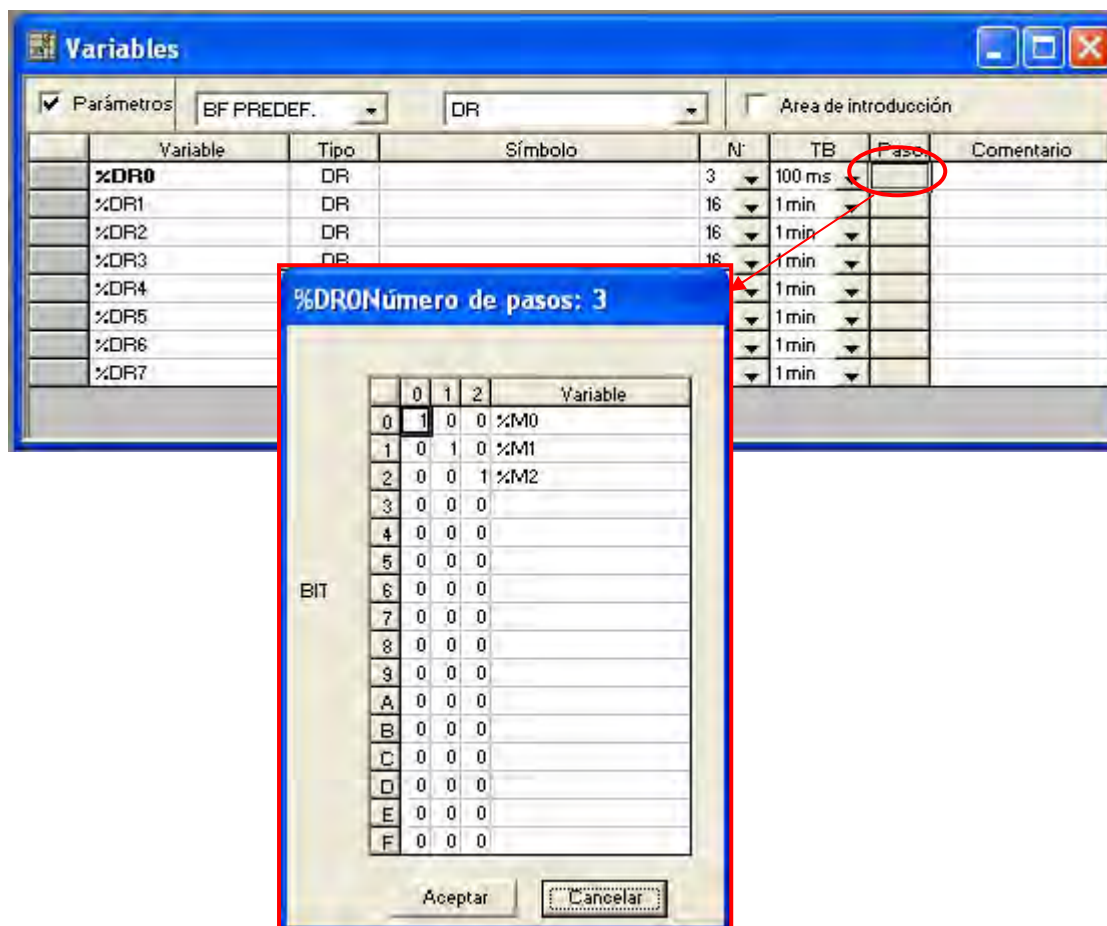 Variables
Parámetros BF PREDEF. DR Area de introducción
Variable Tipo Símbolo N· TB Paso Comentario
%DR0 DR 3 100 ms
%DR1 DR 16 1 min
%DR2 DR 16 1 min
%DR3 DR 16 1 min
%DR4 1 min
%DR5 1 min
%DR6 1 min
%DR7 1 min
%DR0Número de pasos: 3
0 1 2 Variable
0 1 0 0 %M0
1 0 1 0 %M1
2 0 0 1 %M2
3 0 0 0
4 0 0 0
5 0 0 0
BIT 6 0 0 0
7 0 0 0
8 0 0 0
9 0 0 0
A 0 0 0
B 0 0 0
C 0 0 0
D 0 0 0
E 0 0 0
F 0 0 0
Aceptar Cancelar